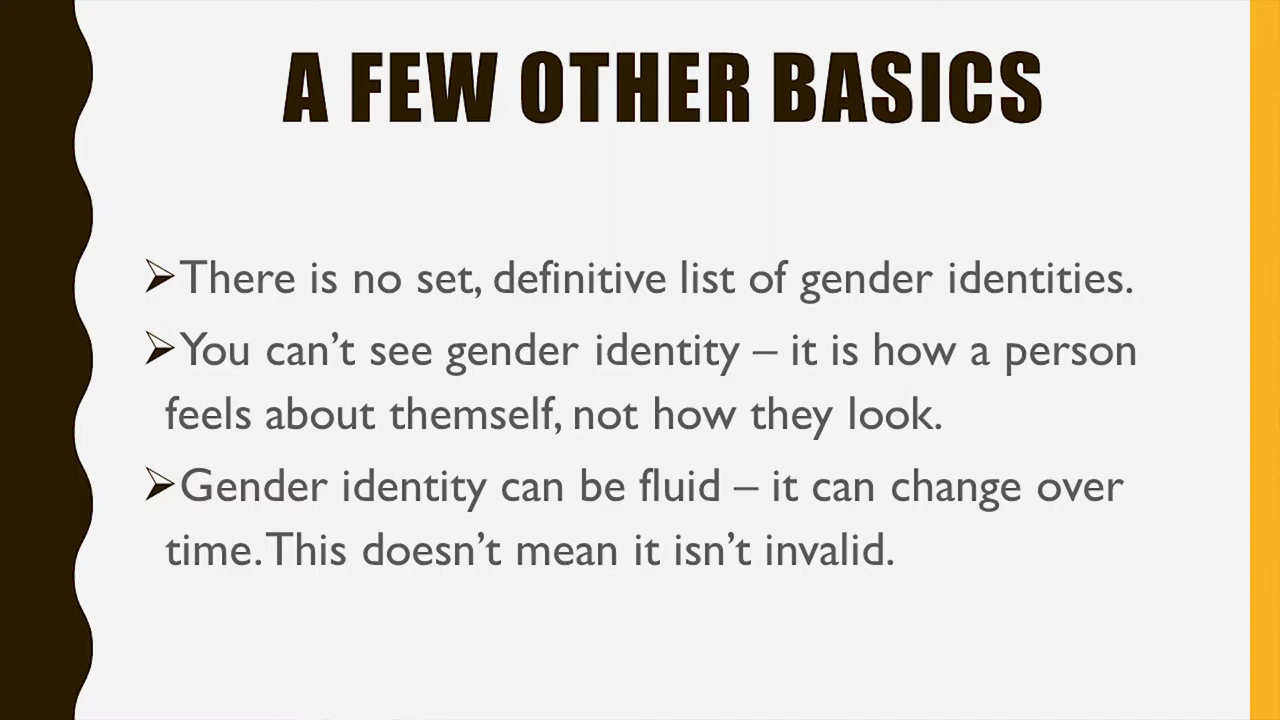 A FEW OTHER BASICS
➢There is no set, definitive list of gender identities.
➢You can’t see gender identity – it is how a person
feels about themself, not how they look.
➢Gender identity can be fluid – it can change over
time. This doesn’t mean it isn’t invalid.